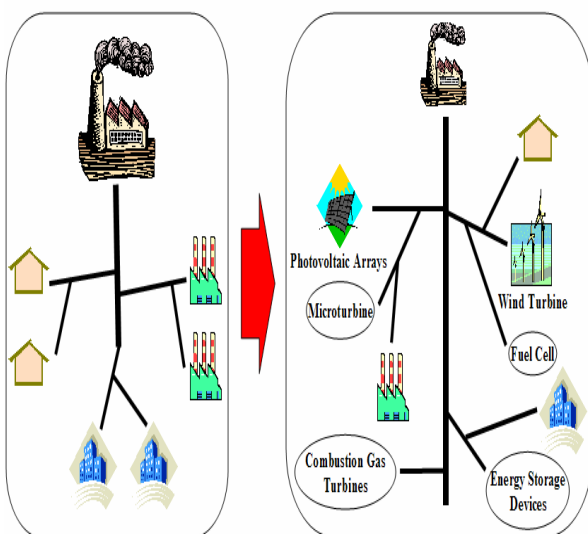 Photovoltaic Arrays
Microturbine
Wind Turbine
Fuel Cell
Combustion Gas
Turbines
Energy Storage
Devices